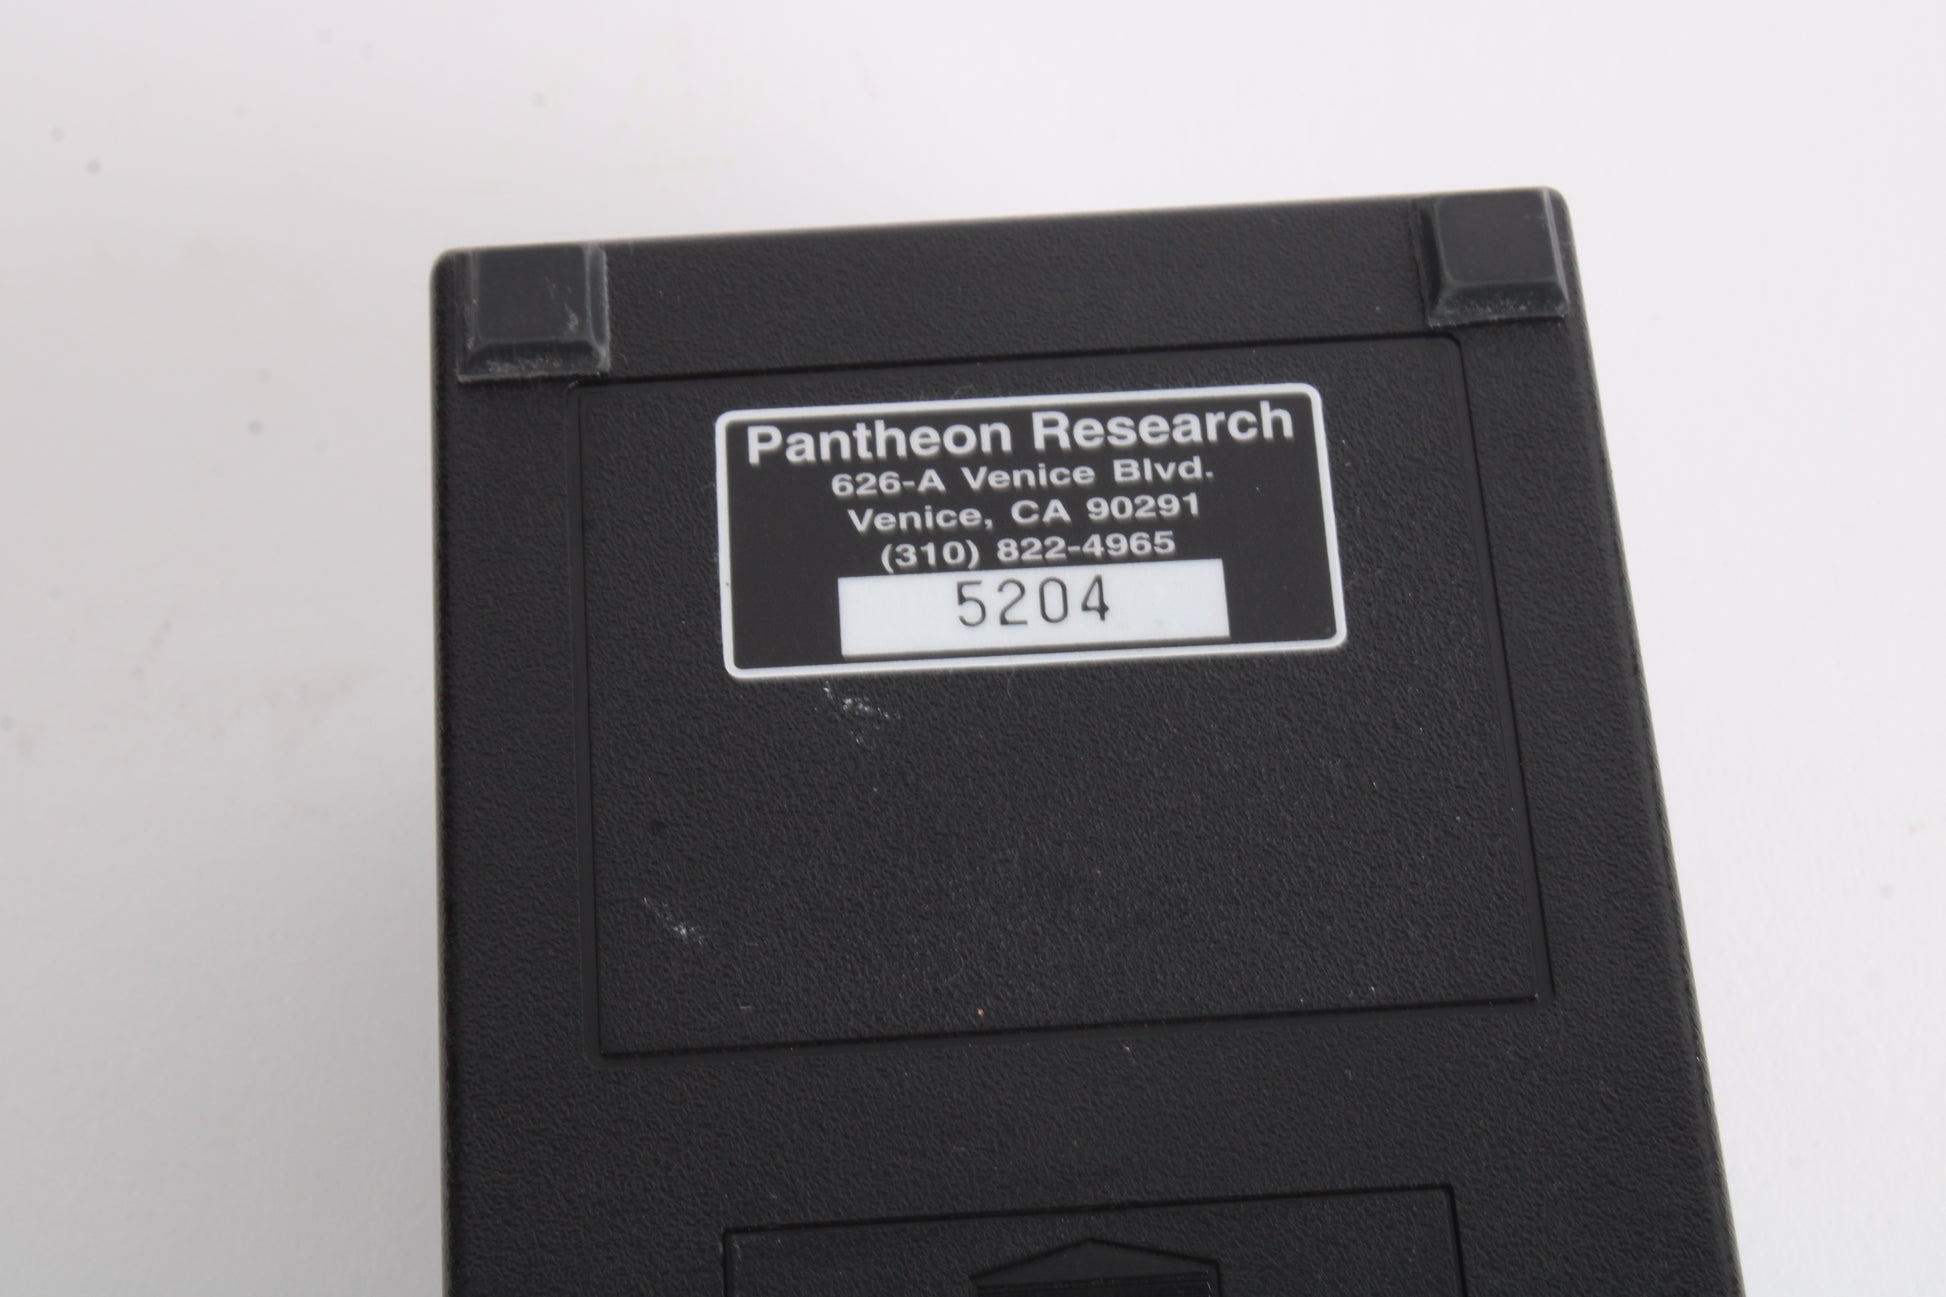 Pantheon Research
626-A Venice Blvd.
Venice, CA 90291
(310) 822-4965
5204